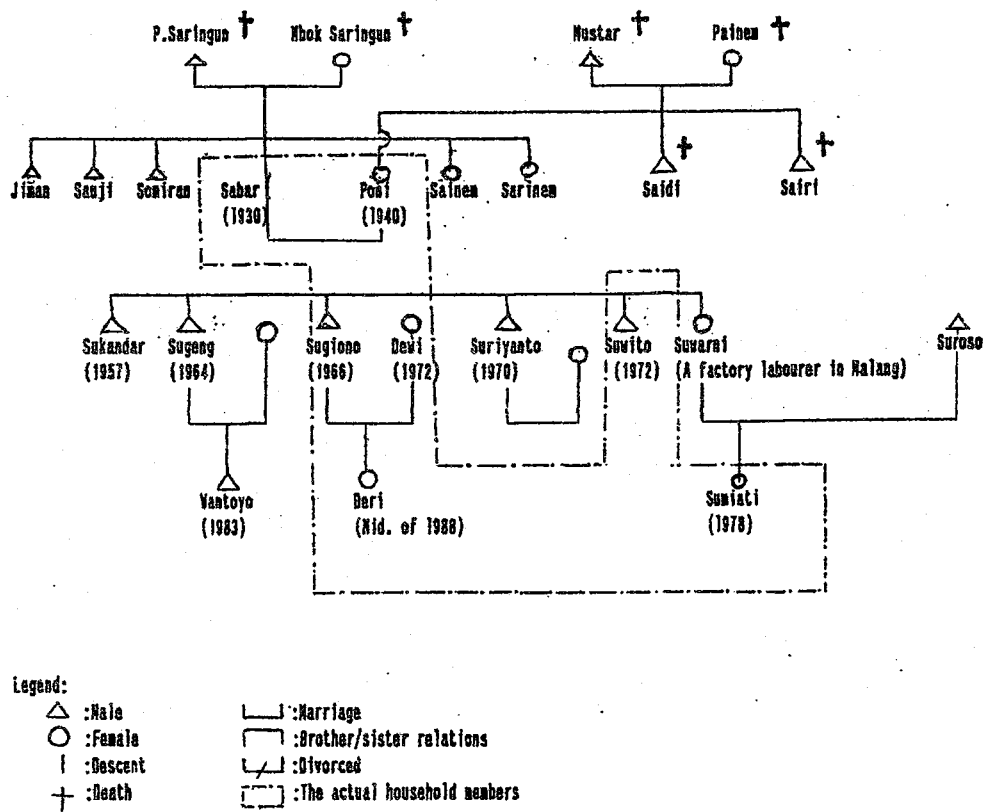 P.Saringun Mbok Saringun Mustar Painem
Jiman Sauji Somiran Sabar Poni Sainem Sarinem Saidi Sairi
(1930) (1940)
Sukandar Sugeng Sugiono Dewi Suriyanto Suwito Suwarni Suroso
(1957) (1964) (1966) (1972) (1970) (1972) (A factory labourer in Malang)
Wantoyo Deri Sumiati
(1983) (Mid. of 1988) (1978)
Legend:
:Male :Marriage
:Female :Brother/sister relations
:Descent :Divorced
:Death :The actual household members